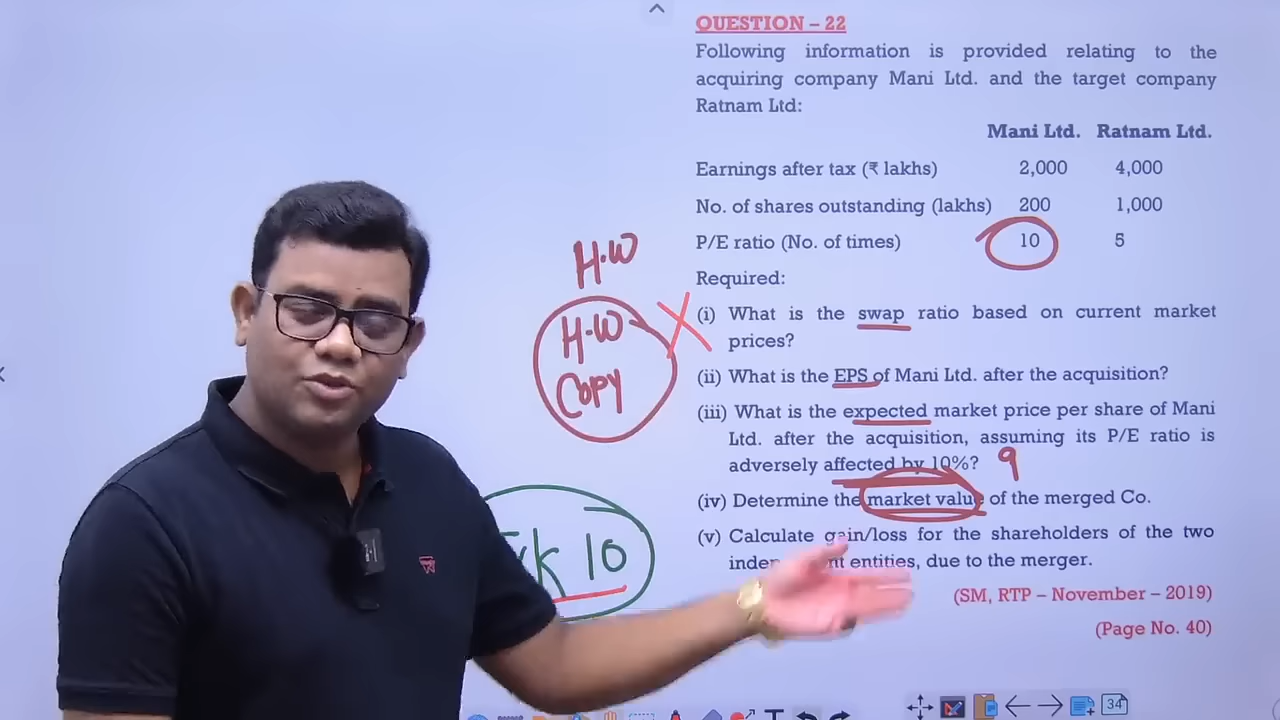 QUESTION – 22
Following information is provided relating to the
acquiring company Mani Ltd. and the target company
Ratnam Ltd:
Mani Ltd. Ratnam Ltd.
Earnings after tax (₹ lakhs) 2,000 4,000
No. of shares outstanding (lakhs) 200 1,000
P/E ratio (No. of times) 10 5
Required:
H.W
H.W
Copy
(i) What is the swap ratio based on current market
prices?
(ii) What is the EPS of Mani Ltd. after the acquisition?
(iii) What is the expected market price per share of Mani
Ltd. after the acquisition, assuming its P/E ratio is
adversely affected by 10%? 9
(iv) Determine the market value of the merged Co.
(v) Calculate gain/loss for the shareholders of the two
entities, due to the merger.
10
(SM, RTP – November – 2019)
(Page No. 40)
34